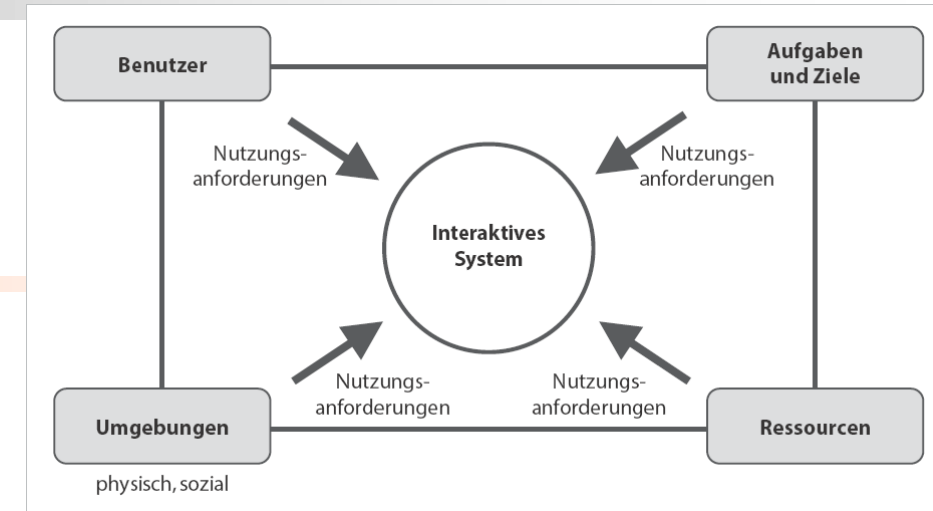 Benutzer
Aufgaben
und Ziele
Nutzungs-
anforderungen
Nutzungs-
anforderungen
Interaktives
System
Nutzungs-
anforderungen
Nutzungs-
anforderungen
Umgebungen
Ressourcen
physisch, sozial